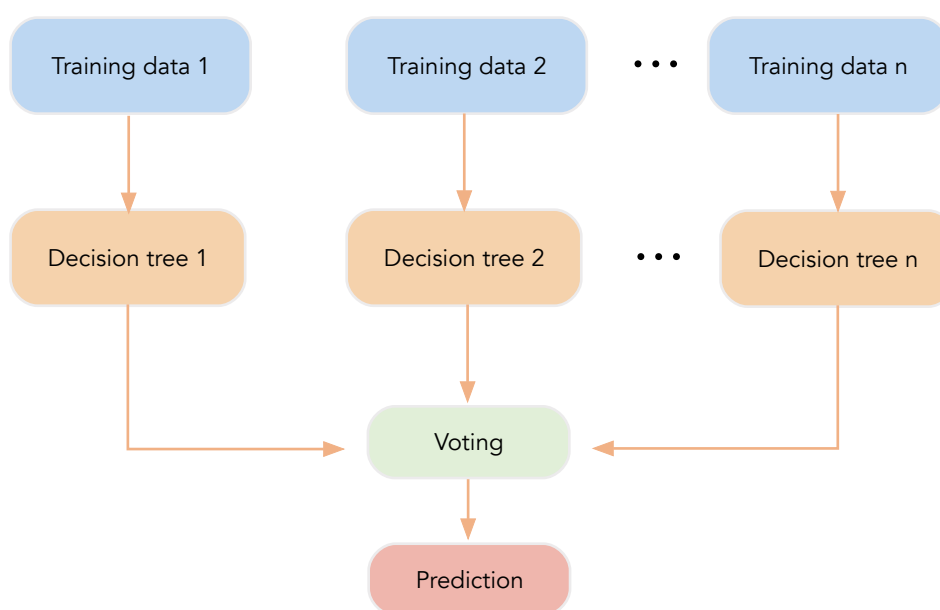 Training data 1
Training data 2
...
Training data n
Decision tree 1
Decision tree 2
...
Decision tree n
Voting
Prediction